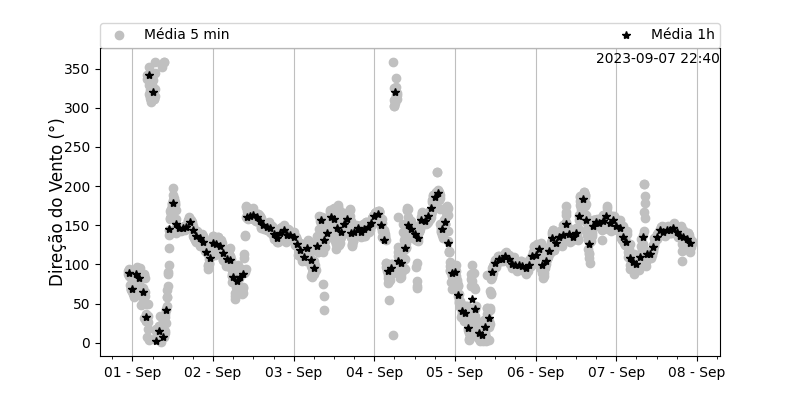 Média 5 min
Média 1h
2023-09-07 22:40
Direção do Vento (°)
350
300
250
200
150
100
50
0
01 - Sep
02 - Sep
03 - Sep
04 - Sep
05 - Sep
06 - Sep
07 - Sep
08 - Sep